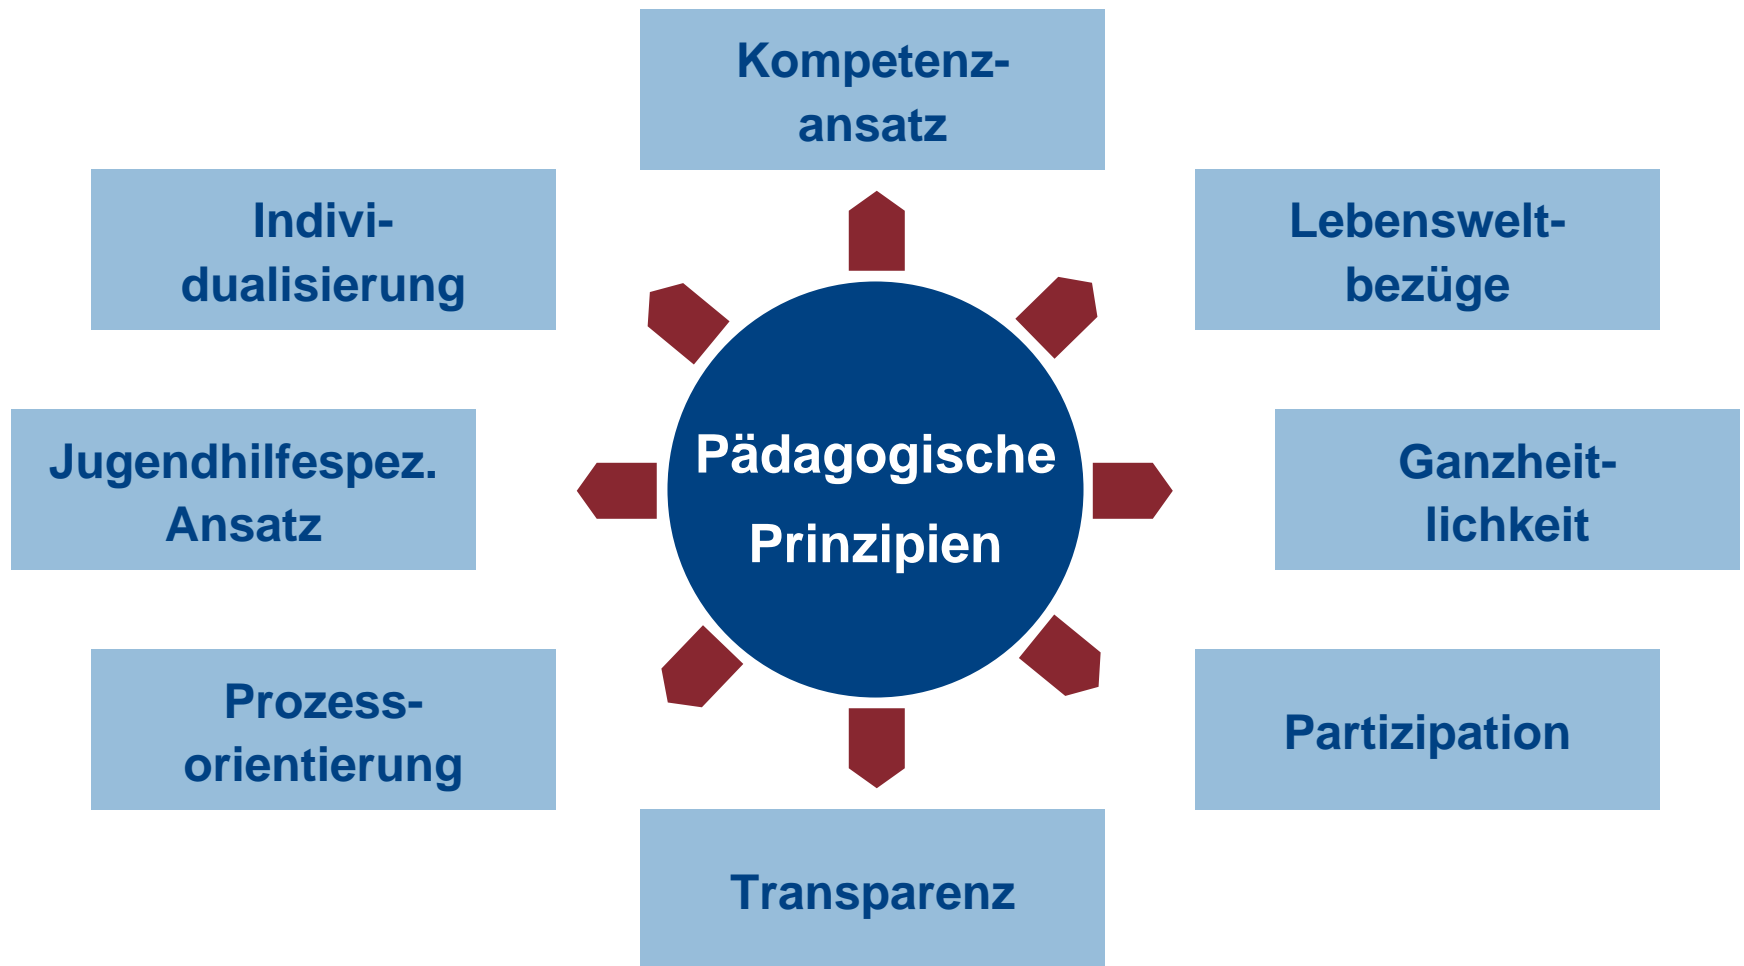 Kompetenz-
ansatz
Indivi-
dualisierung
Lebenswelt-
bezüge
Jugendhilfespez.
Ansatz
Pädagogische
Prinzipien
Ganzheit-
lichkeit
Prozess-
orientierung
Partizipation
Transparenz